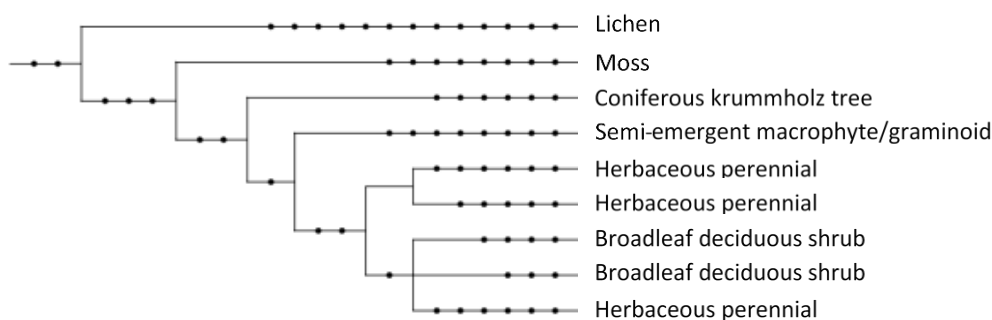 Lichen
Moss
Coniferous krummholz tree
Semi-emergent macrophyte/graminoid
Herbaceous perennial
Herbaceous perennial
Broadleaf deciduous shrub
Broadleaf deciduous shrub
Herbaceous perennial